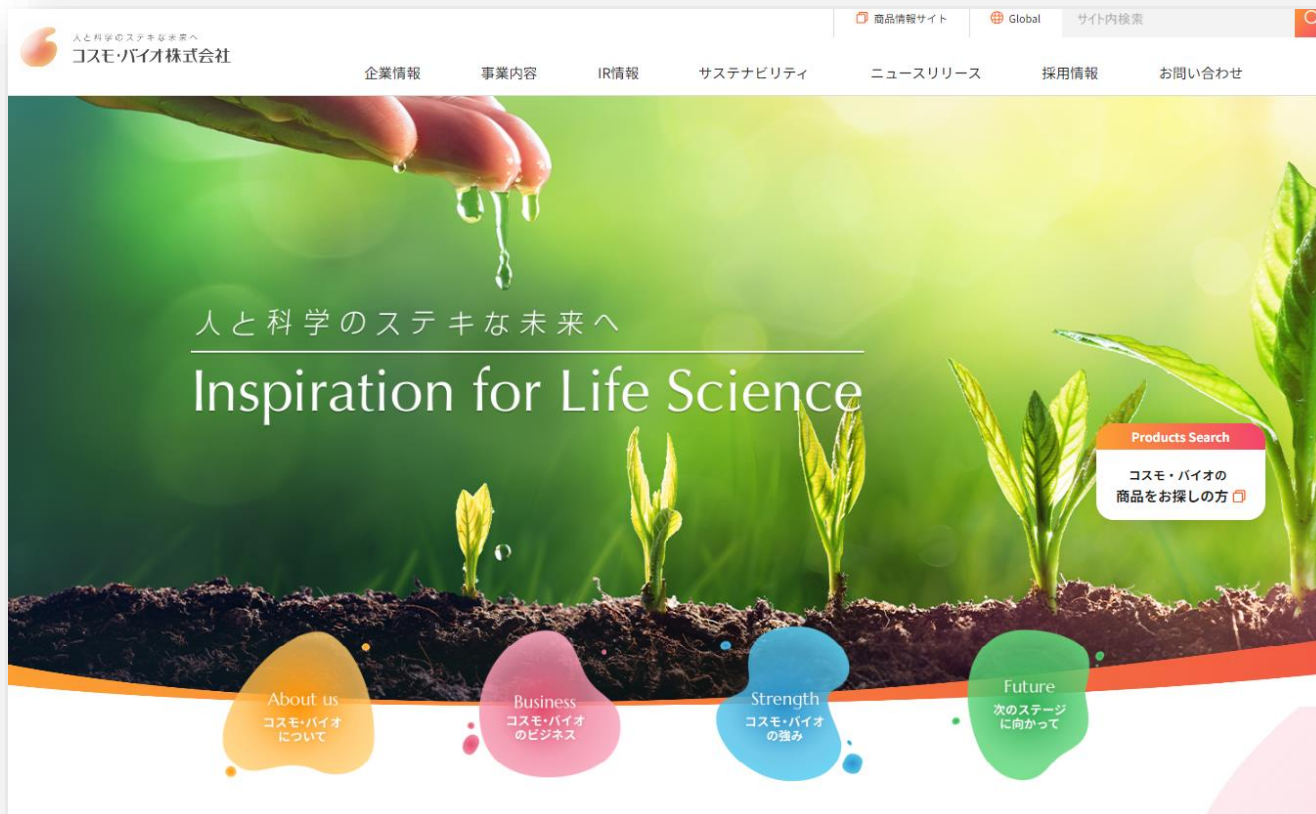 商品情報サイト
Global
サイト内検索
人と科学のステキな未来へ
コスモ・バイオ株式会社
企業情報
事業内容
IR情報
サステナビリティ
ニュースリリース
採用情報
お問い合わせ
人と科学のステキな未来へ
Inspiration for Life Science
Products Search
コスモ・バイオの
商品をお探しの方
About us
コスモ・バイオ
について
Business
コスモ・バイオ
のビジネス
Strength
コスモ・バイオ
の強み
Future
次のステージ
に向かって